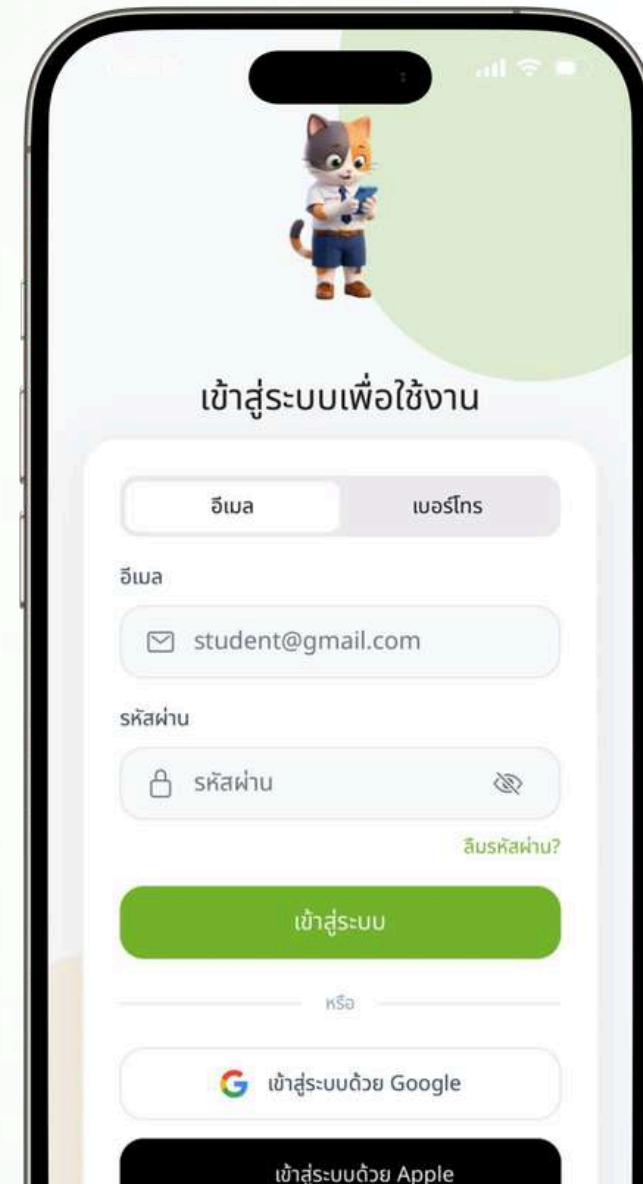 เข้าสู่ระบบเพื่อใช้งาน
อีเมล
เบอร์โทร
อีเมล
student@gmail.com
รหัสผ่าน
รหัสผ่าน
ลืมรหัสผ่าน?
เข้าสู่ระบบ
หรือ
เข้าสู่ระบบด้วย Google
เข้าสู่ระบบด้วย Apple